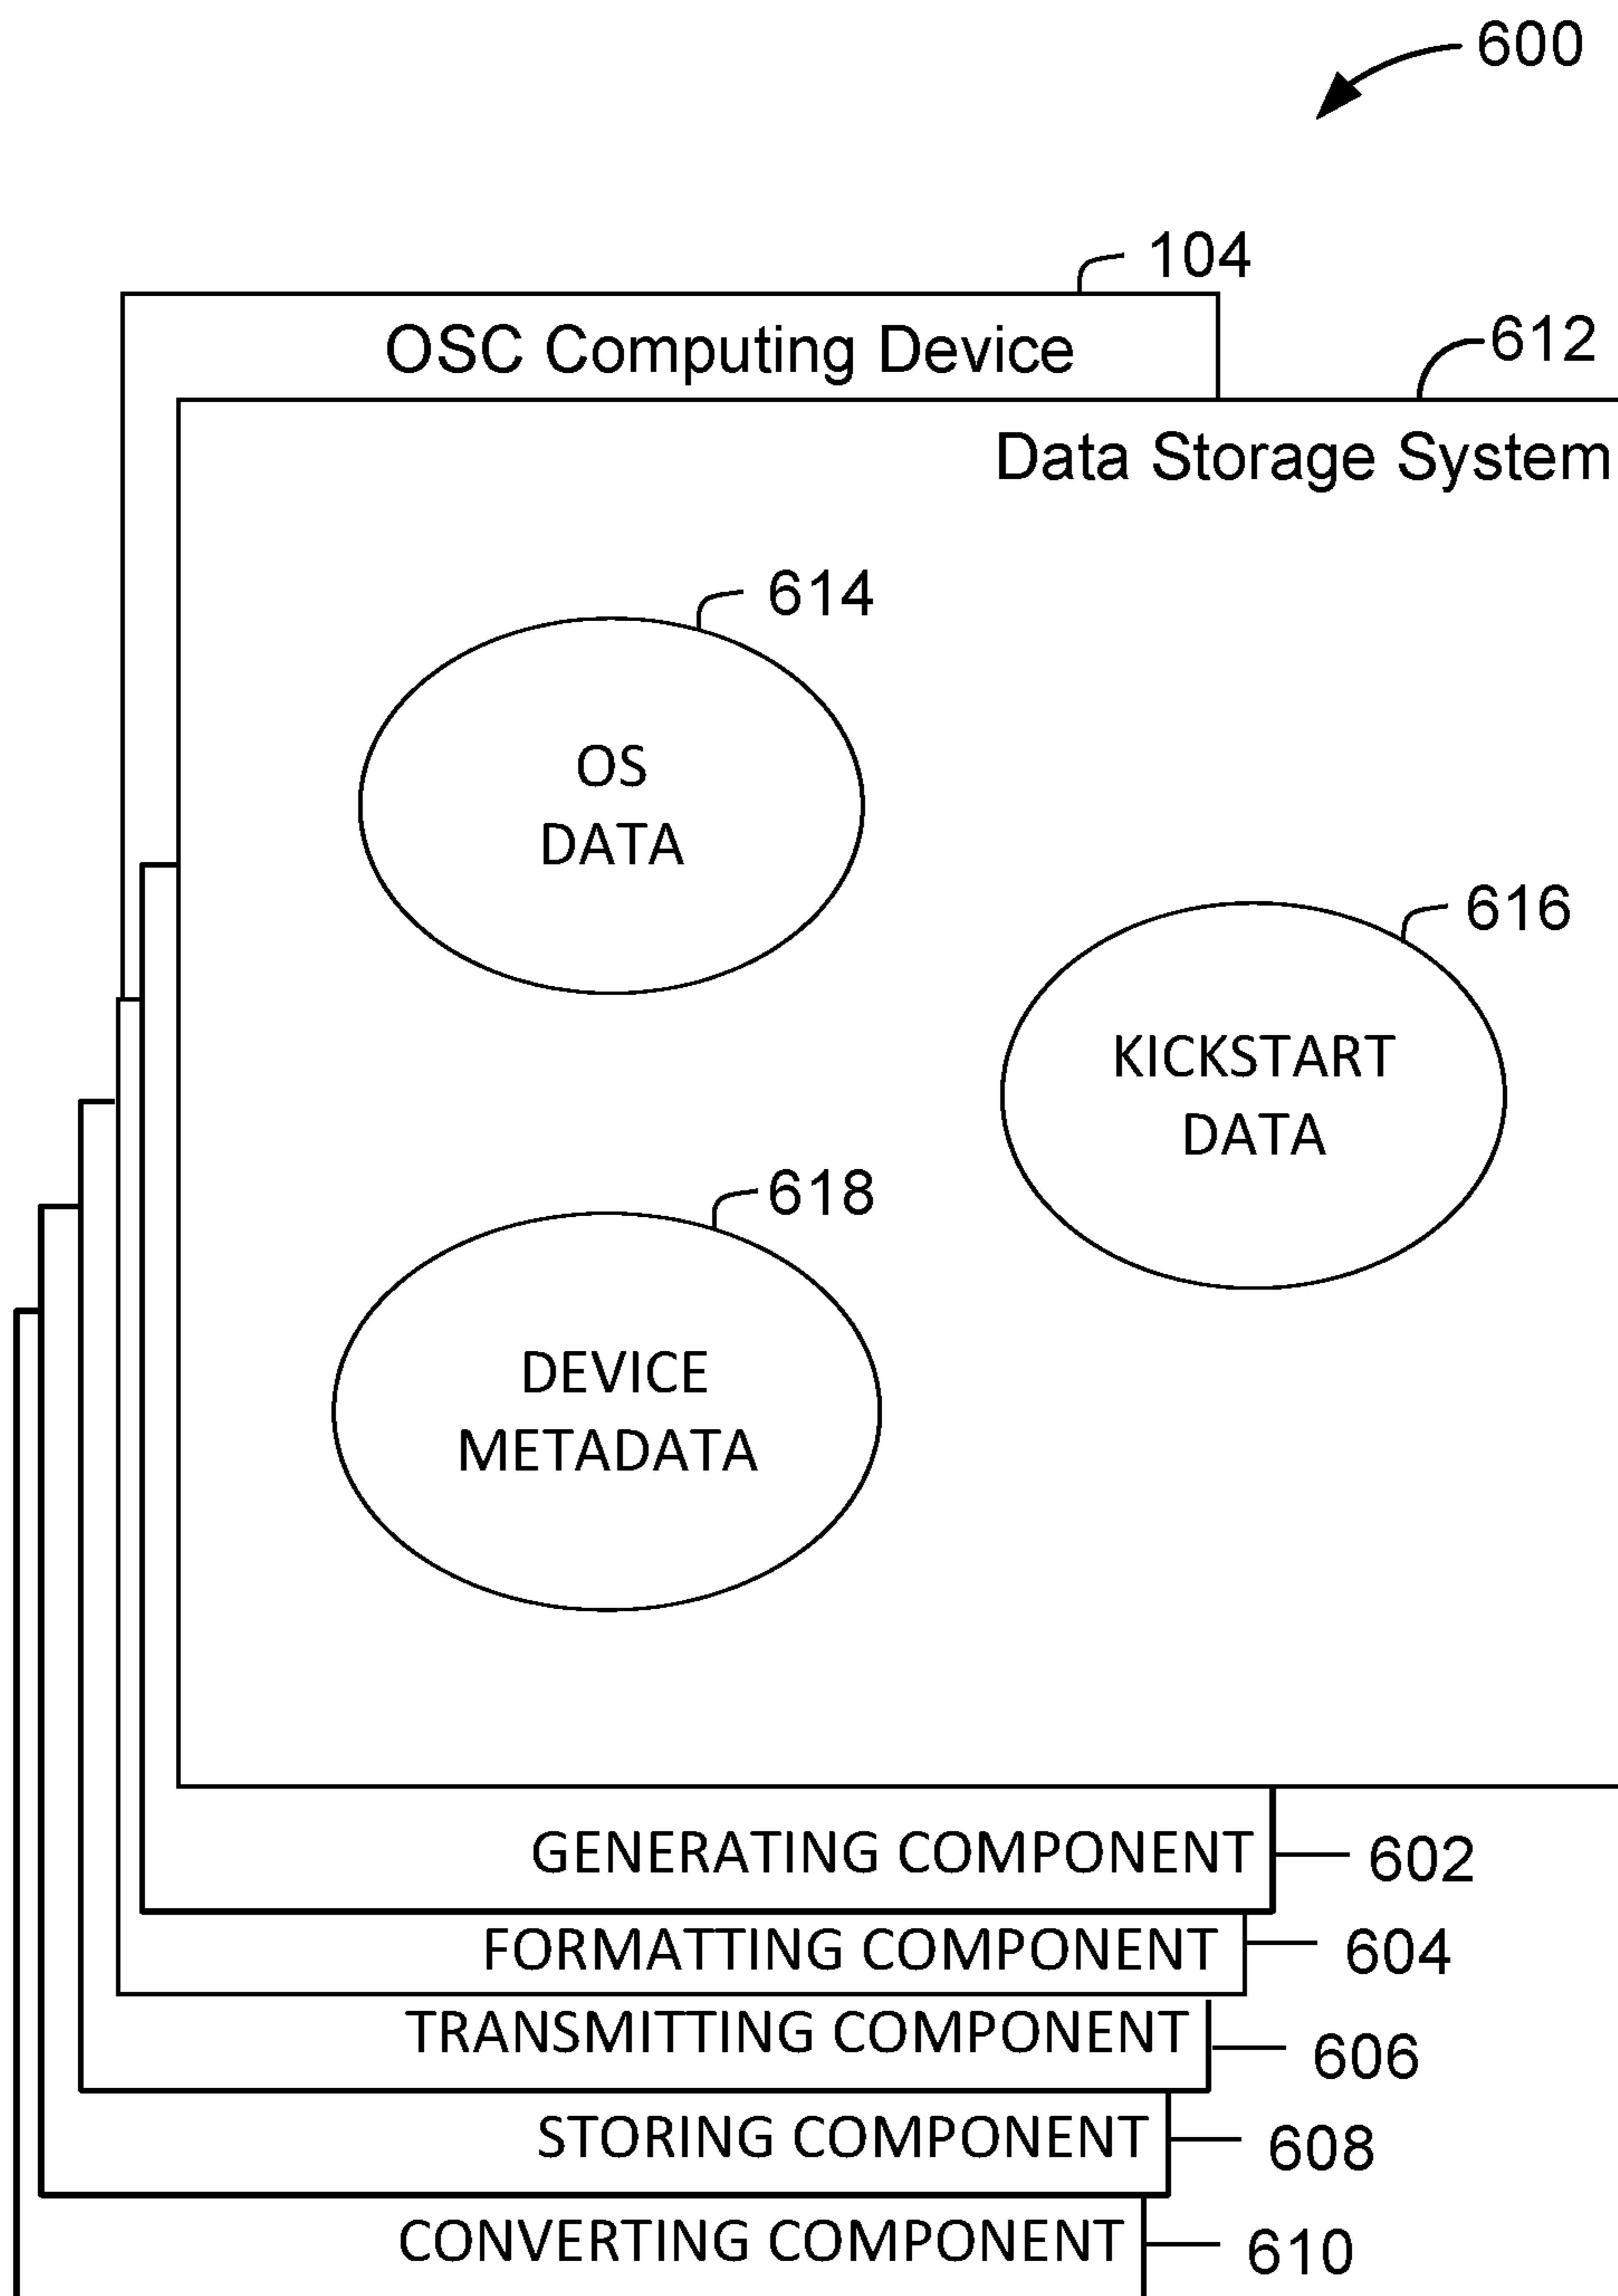 600
104
OSC Computing Device
612
Data Storage System
614
OS
DATA
616
KICKSTART
DATA
618
DEVICE
METADATA
GENERATING COMPONENT
602
FORMATTING COMPONENT
604
TRANSMITTING COMPONENT
606
STORING COMPONENT
608
CONVERTING COMPONENT
610